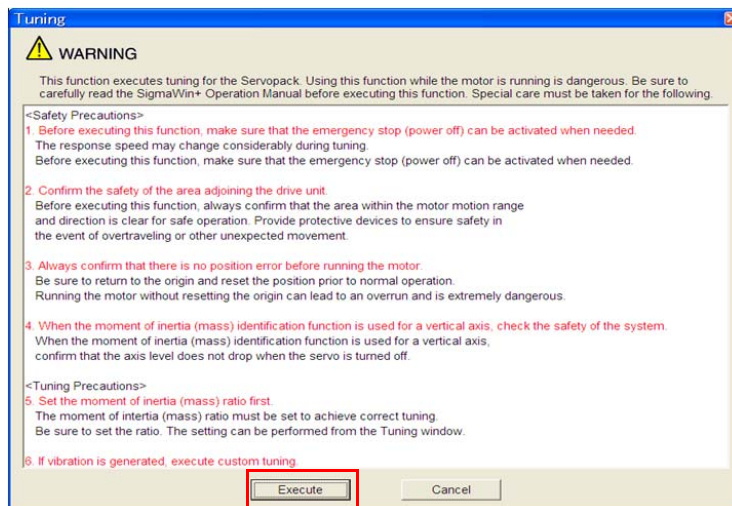 Tuning
WARNING
This function executes tuning for the Servopack. Using this function while the motor is running is dangerous. Be sure to
carefully read the SigmaWin+ Operation Manual before executing this function. Special care must be taken for the following.
<Safety Precautions>
1. Before executing this function, make sure that the emergency stop (power off) can be activated when needed.
The response speed may change considerably during tuning.
Before executing this function, make sure that the emergency stop (power off) can be activated when needed.
2. Confirm the safety of the area adjoining the drive unit.
Before executing this function, always confirm that the area within the motor motion range
and direction is clear for safe operation. Provide protective devices to ensure safety in
the event of overtraveling or other unexpected movement.
3. Always confirm that there is no position error before running the motor.
Be sure to return to the origin and reset the position prior to normal operation.
Running the motor without resetting the origin can lead to an overrun and is extremely dangerous.
4. When the moment of inertia (mass) identification function is used for a vertical axis, check the safety of the system.
When the moment of inertia (mass) identification function is used for a vertical axis,
confirm that the axis level does not drop when the servo is turned off.
<Tuning Precautions>
5. Set the moment of inertia (mass) ratio first.
The moment of intertia (mass) ratio must be set to achieve correct tuning.
Be sure to set the ratio. The setting can be performed from the Tuning window.
6. If vibration is generated, execute custom tuning.
Execute
Cancel